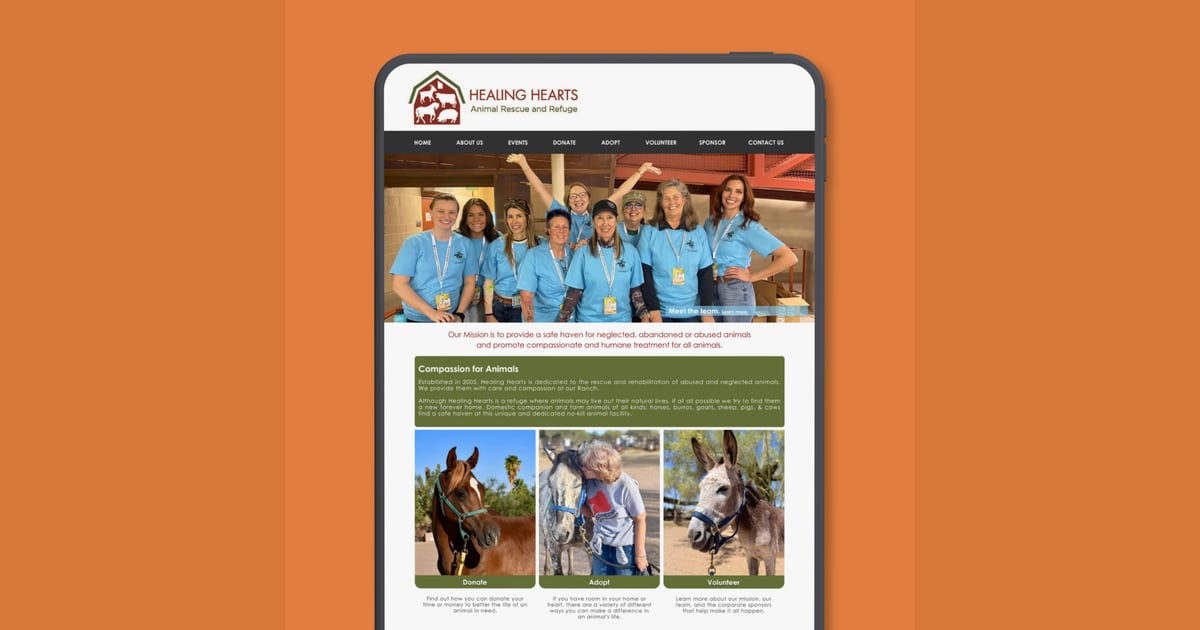 HEALING HEARTS
Animal Rescue and Refuge
HOME ABOUT US EVENTS DONATE ADOPT VOLUNTEER SPONSOR CONTACT US
Meet the team. Learn more.
Our Mission is to provide a safe haven for neglected, abandoned or abused animals
and promote compassionate and humane treatment for all animals.
Compassion for Animals
Established in 2005, Healing Hearts is dedicated to the rescue and rehabilitation of abused and neglected animals.
We provide them with care and compassion at our Ranch.
Although Healing Hearts is a refuge where animals may live out their natural lives, if at all possible we try to find them
a new forever home. Domestic companion and farm animals of all kinds; horses, burros, goats, sheep, pigs, & cows
find a safe haven at this unique and dedicated no-kill animal facility.
Donate
Find out how you can donate your
time or money to better the life of an
animal in need.
Adopt
If you have room in your home or
heart, there are a variety of different
ways you can make a difference in
an animal's life.
Volunteer
Learn more about our mission, our
team, and the corporate sponsors
that help make it all happen.